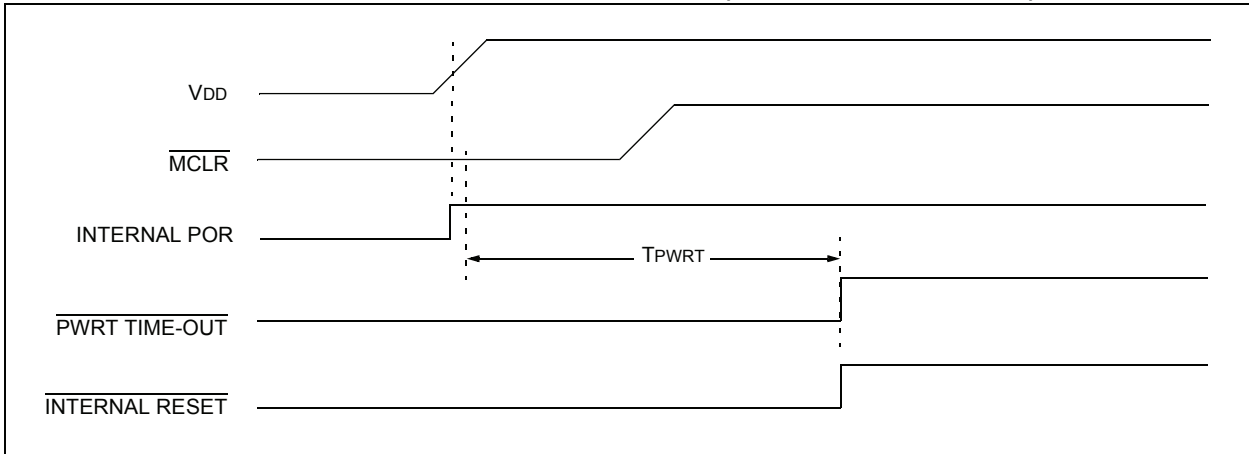 VDD
MCLR
INTERNAL POR
TPWRT
PWRT TIME-OUT
INTERNAL RESET